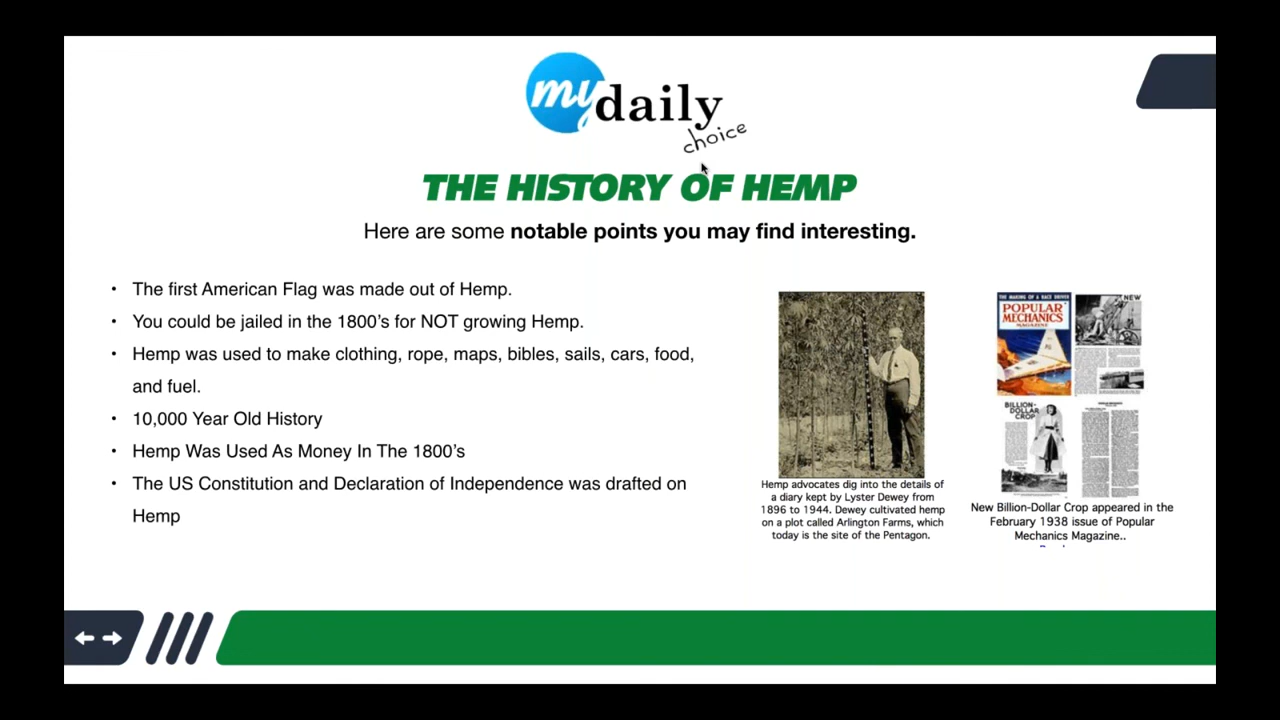 my daily
choice
THE HISTORY OF HEMP
Here are some notable points you may find interesting.
• The first American Flag was made out of Hemp.
• You could be jailed in the 1800's for NOT growing Hemp.
• Hemp was used to make clothing, rope, maps, bibles, sails, cars, food,
and fuel.
• 10,000 Year Old History
• Hemp Was Used As Money In The 1800's
• The US Constitution and Declaration of Independence was drafted on
Hemp
Hemp advocates dig into the details of
a diary kept by Lyster Dewey from
1896 to 1944. Dewey cultivated hemp
on a plot called Arlington Farms, which
today is the site of the Pentagon.
THE MAKING OF A RACE DRIVER
POPULAR
MECHANICS
MAGAZINE
NEW
BILLION-
DOLLAR
CROP
New Billion-Dollar Crop appeared in the
February 1938 issue of Popular
Mechanics Magazine..